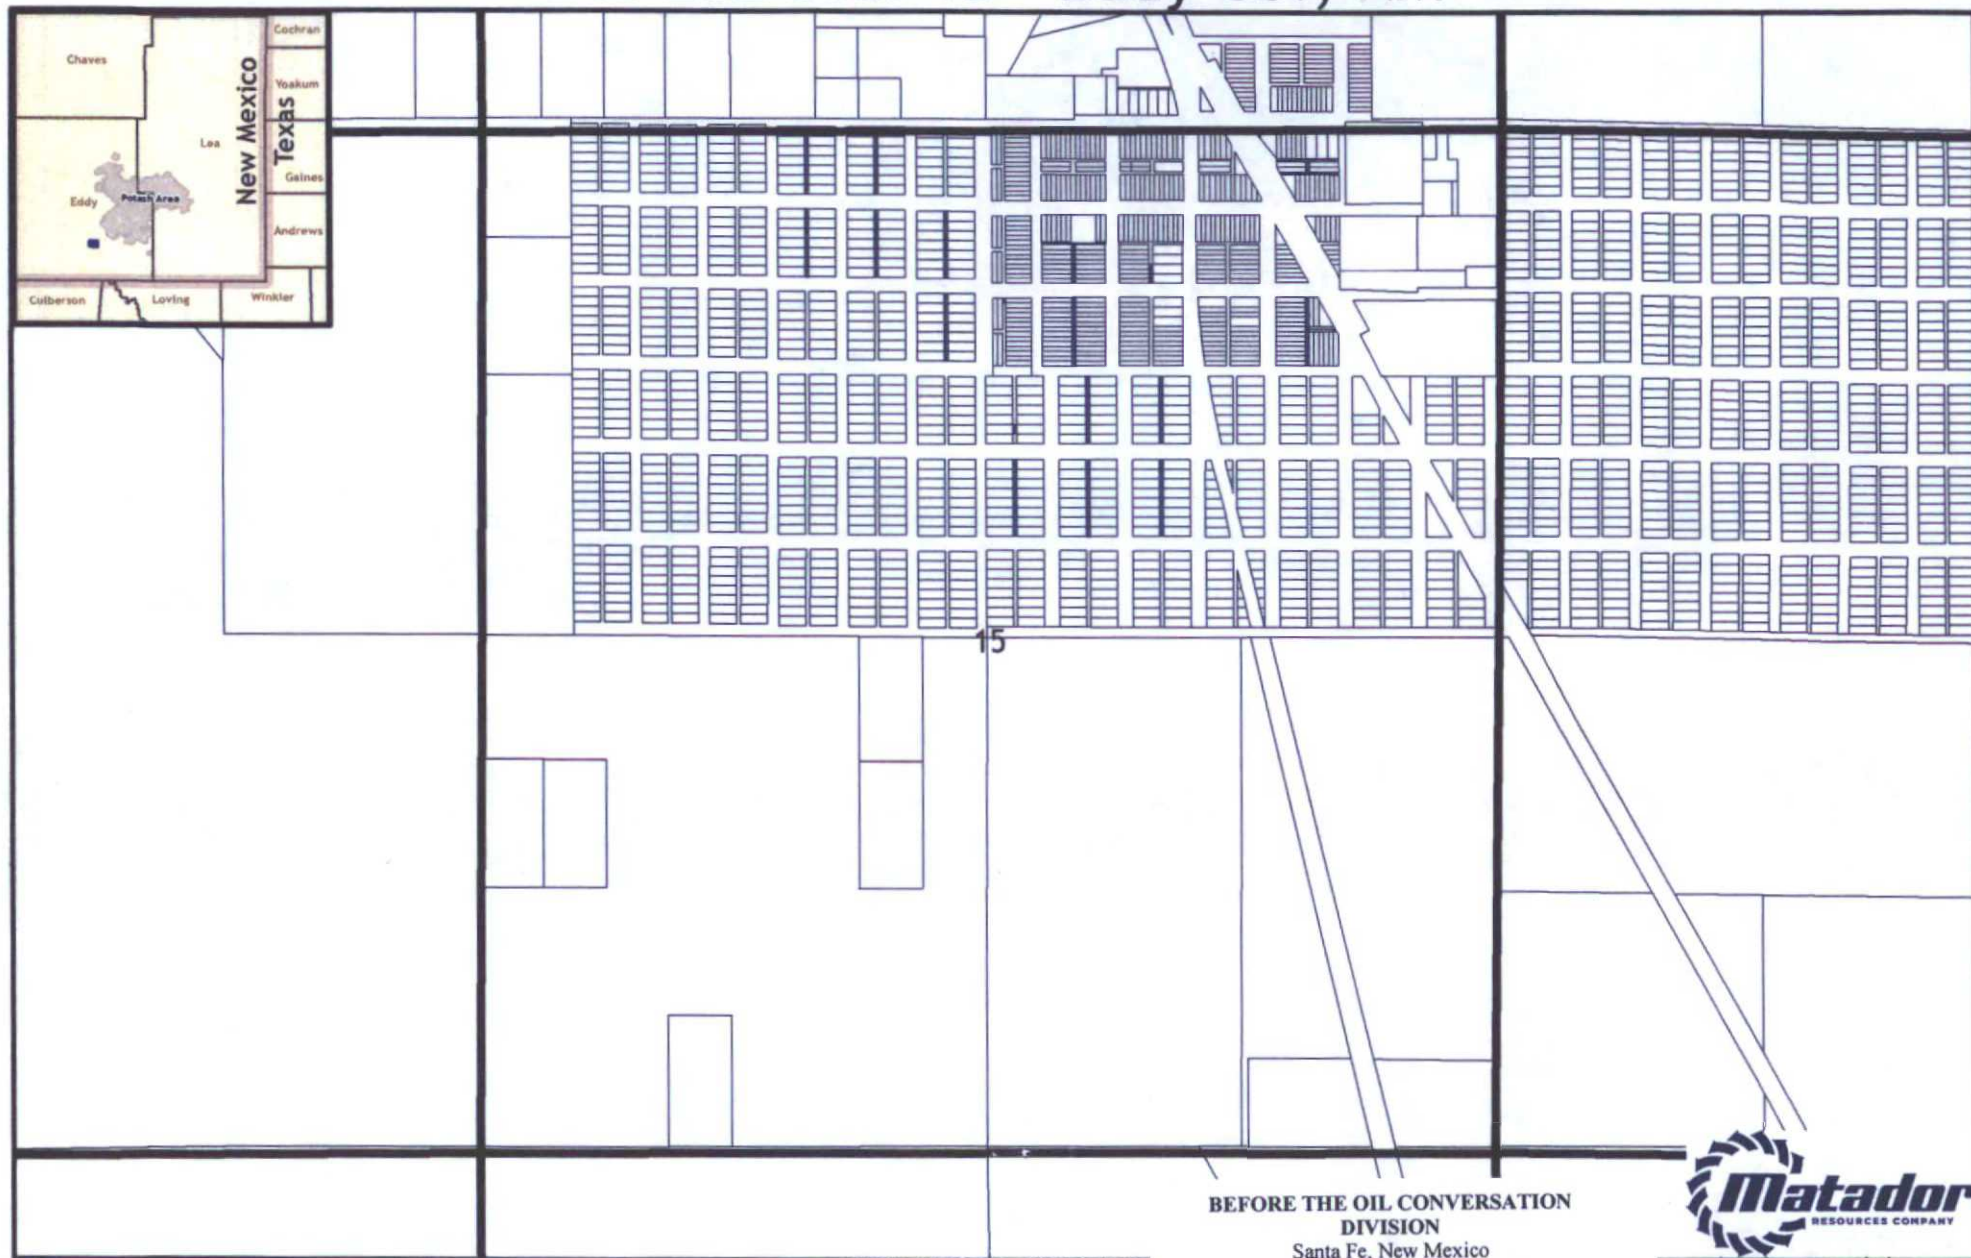 Cochran
Chaves
Yoakum
New Mexico
Texas
Lea
Gaines
Eddy
Potash Area
Andrews
Culberson
Loving
Winkler
15
BEFORE THE OIL CONVERSATION
DIVISION
Santa Fe, New Mexico
Matador
RESOURCES COMPANY